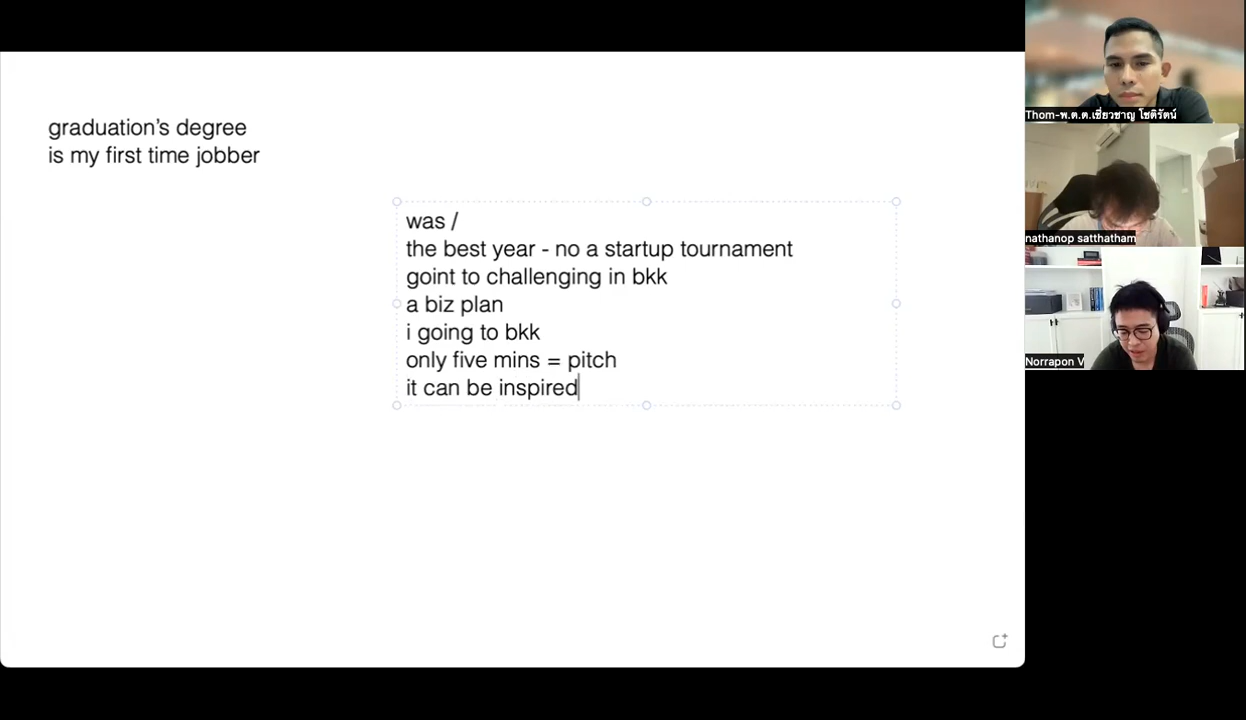 graduation's degree
is my first time jobber
was /
the best year - no a startup tournament
goint to challenging in bkk
a biz plan
i going to bkk
only five mins = pitch
it can be inspired
Thom-พ.ต.ต.เชี่ยวชาญ โชติรัตน์
nathanop satthatham
Norrapon V